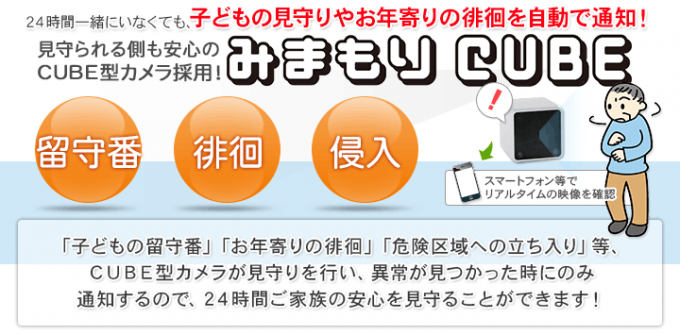 24時間一緒にいなくても、子どもの見守りやお年寄りの徘徊を自動で通知！
見守られる側も安心の
CUBE型カメラ採用！
みまもり CUBE
！
留守番
徘徊
侵入
スマートフォン等で
リアルタイムの映像を確認
「子どもの留守番」「お年寄りの徘徊」「危険区域への立ち入り」等、
CUBE型カメラが見守りを行い、異常が見つかった時にのみ
通知するので、24時間ご家族の安心を見守ることができます！